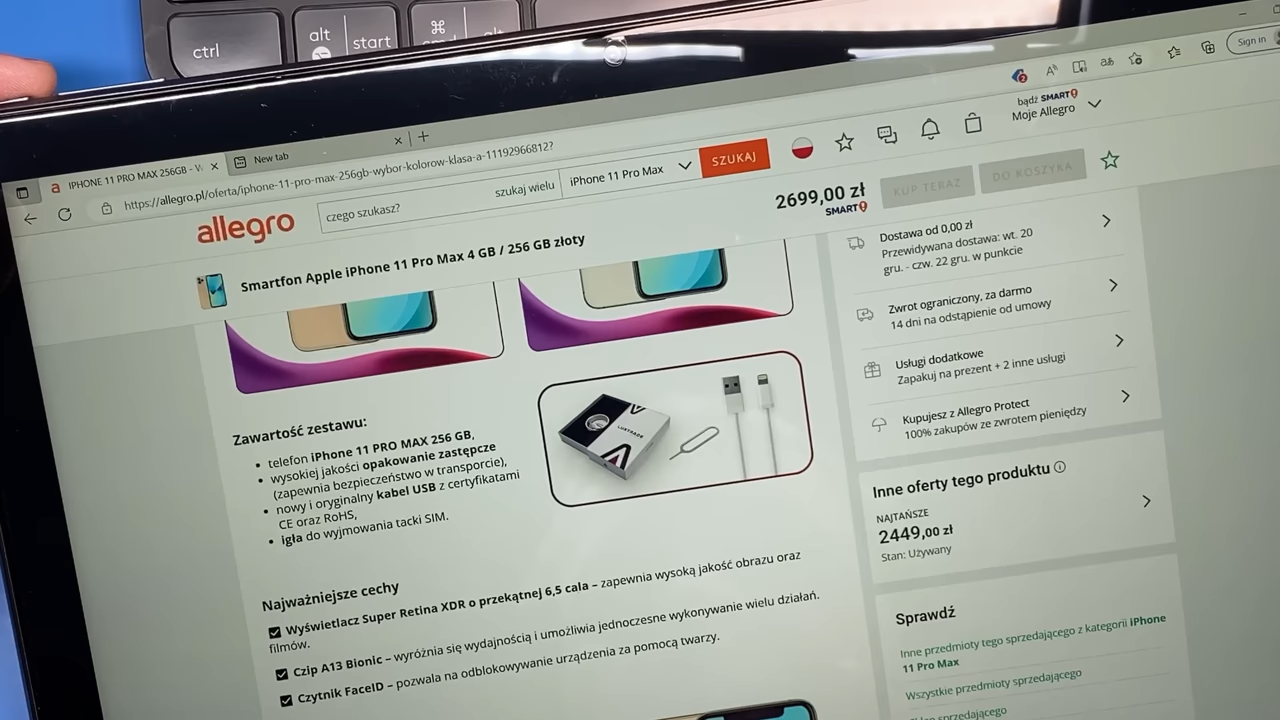 ctrl
alt
start
⌘
alt
IPHONE 11 PRO MAX 256GB - W
New tab
https://allegro.pl/oferta/iphone-11-pro-max-256gb-wybor-kolorow-klasa-a-11192966812?
Sign in
allegro
czego szukasz?
szukaj wielu
iPhone 11 Pro Max
SZUKAJ
bądź SMART!
Moje Allegro
Smartfon Apple iPhone 11 Pro Max 4 GB / 256 GB złoty
2699,00 zł
SMART!
KUP TERAZ
DO KOSZYKA
Zawartość zestawu:
• telefon iPhone 11 PRO MAX 256 GB,
• wysokiej jakości opakowanie zastępcze
(zapewnia bezpieczeństwo w transporcie),
• nowy i oryginalny kabel USB z certyfikatami
CE oraz RoHS,
• igła do wyjmowania tacki SIM.
LUXTRADE
Najważniejsze cechy
Wyświetlacz Super Retina XDR o przekątnej 6,5 cala – zapewnia wysoką jakość obrazu oraz
filmów.
Czip A13 Bionic – wyróżnia się wydajnością i umożliwia jednoczesne wykonywanie wielu działań.
Czytnik FaceID – pozwala na odblokowywanie urządzenia za pomocą twarzy.
Dostawa od 0,00 zł
Przewidywana dostawa: wt. 20
gru. - czw. 22 gru. w punkcie
Zwrot ograniczony, za darmo
14 dni na odstąpienie od umowy
Usługi dodatkowe
Zapakuj na prezent + 2 inne usługi
Kupujesz z Allegro Protect
100% zakupów ze zwrotem pieniędzy
Inne oferty tego produktu
NAJTAŃSZE
2449,00 zł
Stan: Używany
Sprawdź
Inne przedmioty tego sprzedającego z kategorii iPhone
11 Pro Max
Wszystkie przedmioty sprzedającego
sprzedającego